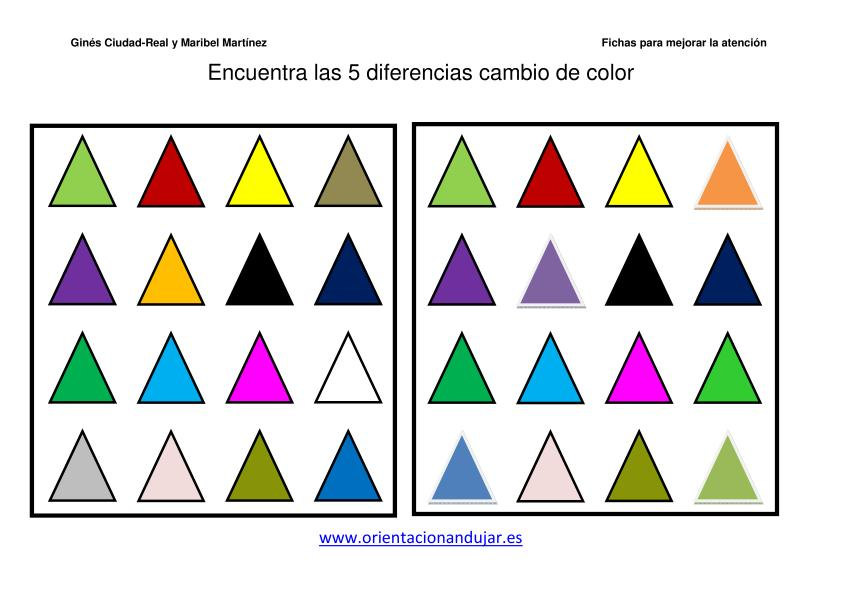 Ginés Ciudad-Real y Maribel Martínez Fichas para mejorar la atención
Encuentra las 5 diferencias cambio de color
www.orientacionandujar.es